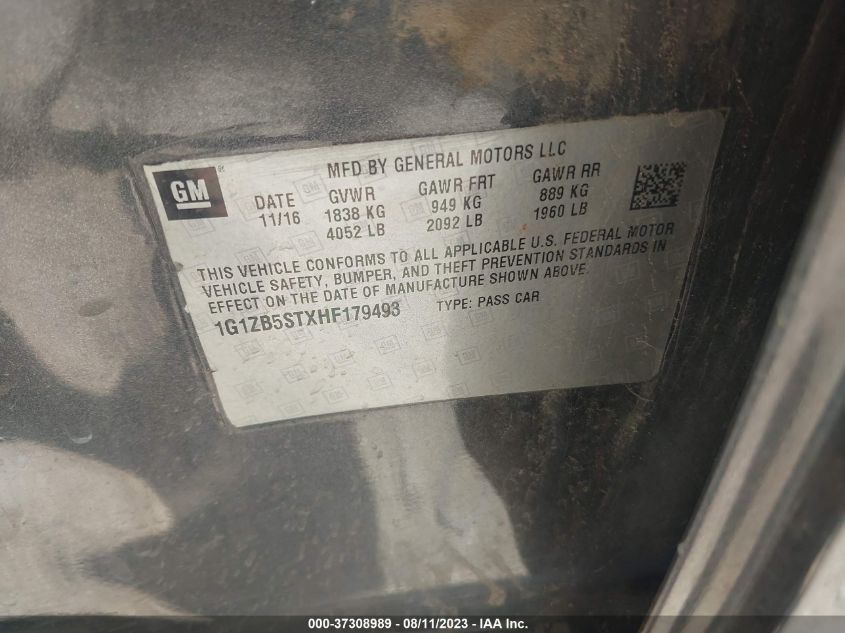 GM
MFD BY GENERAL MOTORS LLC
DATE GVWR GAWR FRT GAWR RR
11/16 1838 KG 949 KG 889 KG
4052 LB 2092 LB 1960 LB
THIS VEHICLE CONFORMS TO ALL APPLICABLE U.S. FEDERAL MOTOR
VEHICLE SAFETY, BUMPER, AND THEFT PREVENTION STANDARDS IN
EFFECT ON THE DATE OF MANUFACTURE SHOWN ABOVE.
1G1ZB5STXHF179493 TYPE: PASS CAR
000-37308989 - 08/11/2023 - IAA Inc.